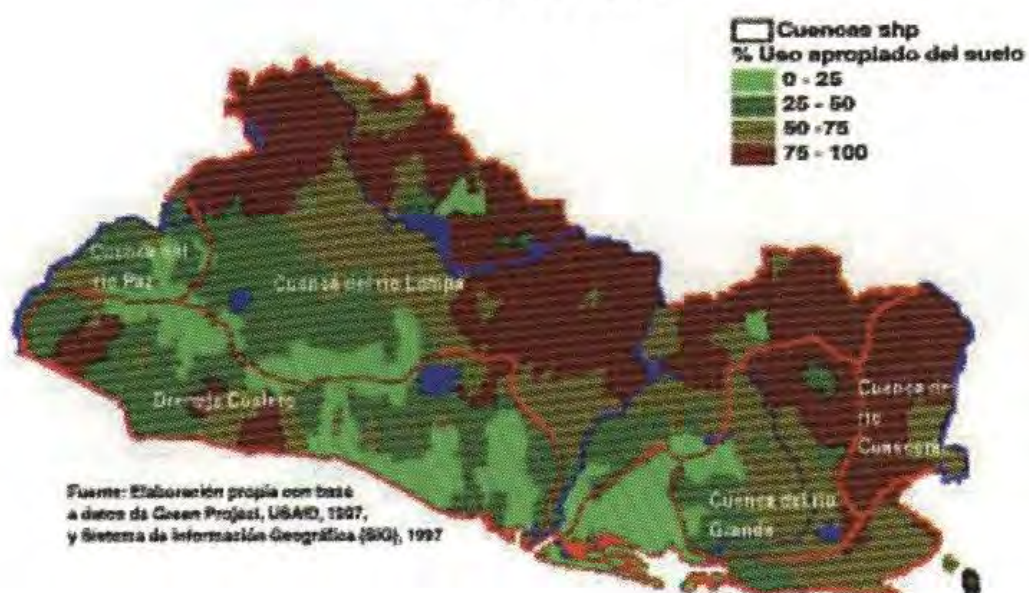 Cuencas shp
% Uso apropiado del suelo
0 - 25
25 - 50
50 - 75
75 - 100
Cuenca del
río Paz
Cuenca del río Lempa
Drenaje Costero
Cuenca de
río
Cuenca del río
Grande
Fuente: Elaboración propia con base
a datos de Green Project, USAID, 1997,
y Sistema de Información Geográfica (SIG), 1997